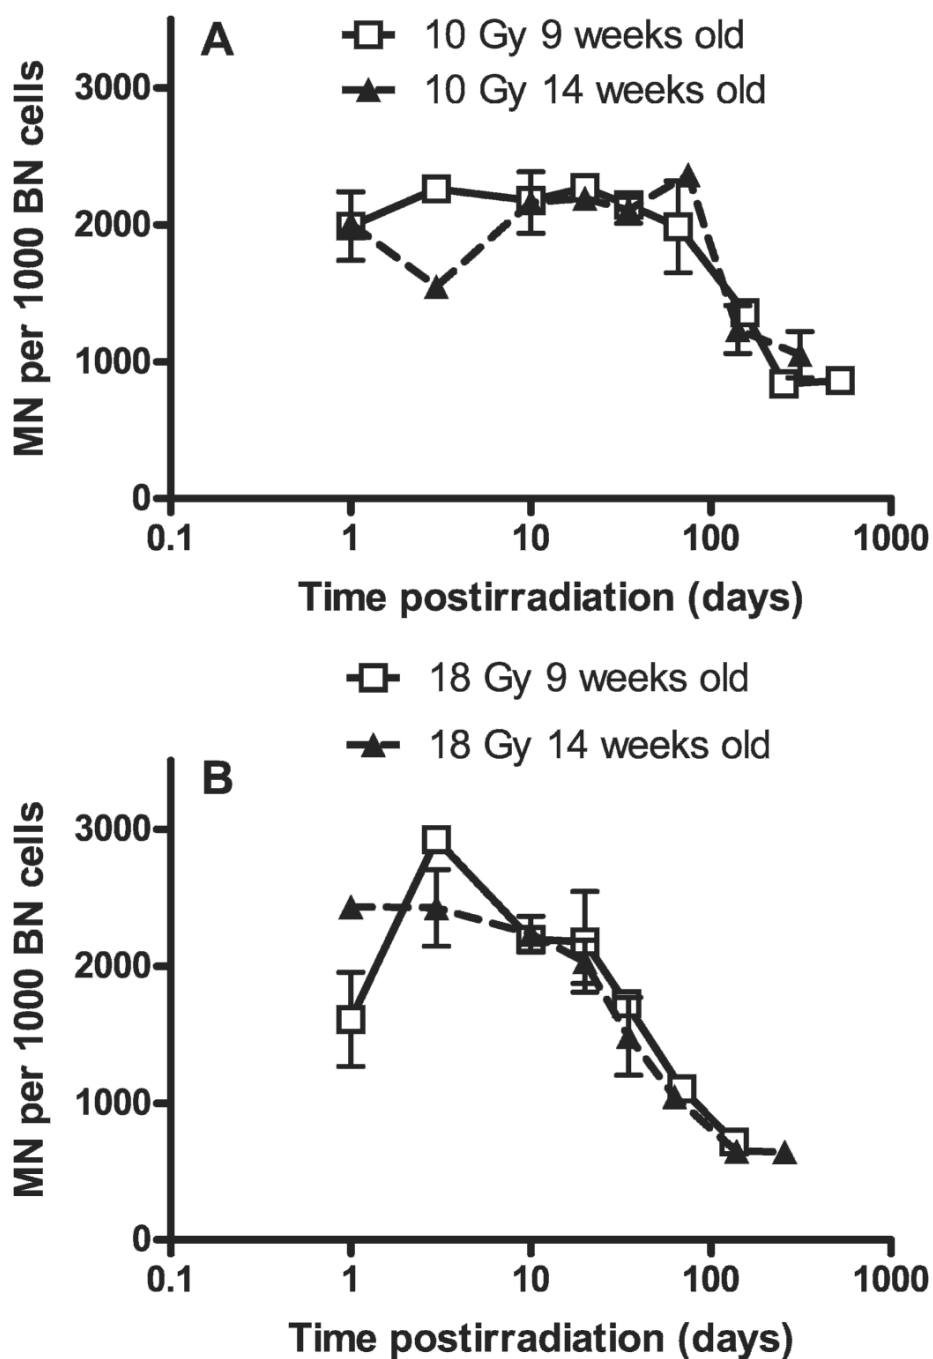 A
10 Gy 9 weeks old
10 Gy 14 weeks old
MN per 1000 BN cells
3000
2000
1000
0
0.1 1 10 100 1000
Time postirradiation (days)
18 Gy 9 weeks old
18 Gy 14 weeks old
B
MN per 1000 BN cells
3000
2000
1000
0
0.1 1 10 100 1000
Time postirradiation (days)